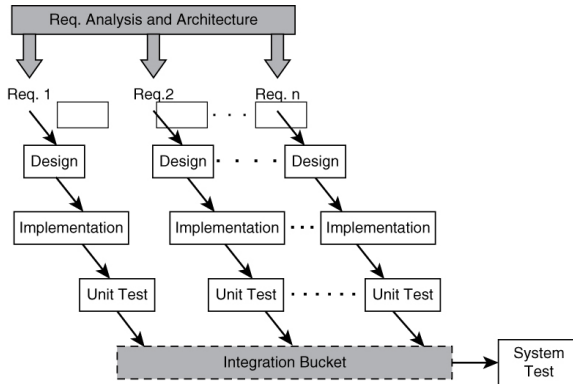 Req. Analysis and Architecture
Req. 1
Req.2
Req. n
Design
Design
Design
Implementation
Implementation
Implementation
Unit Test
Unit Test
Unit Test
Integration Bucket
System
Test